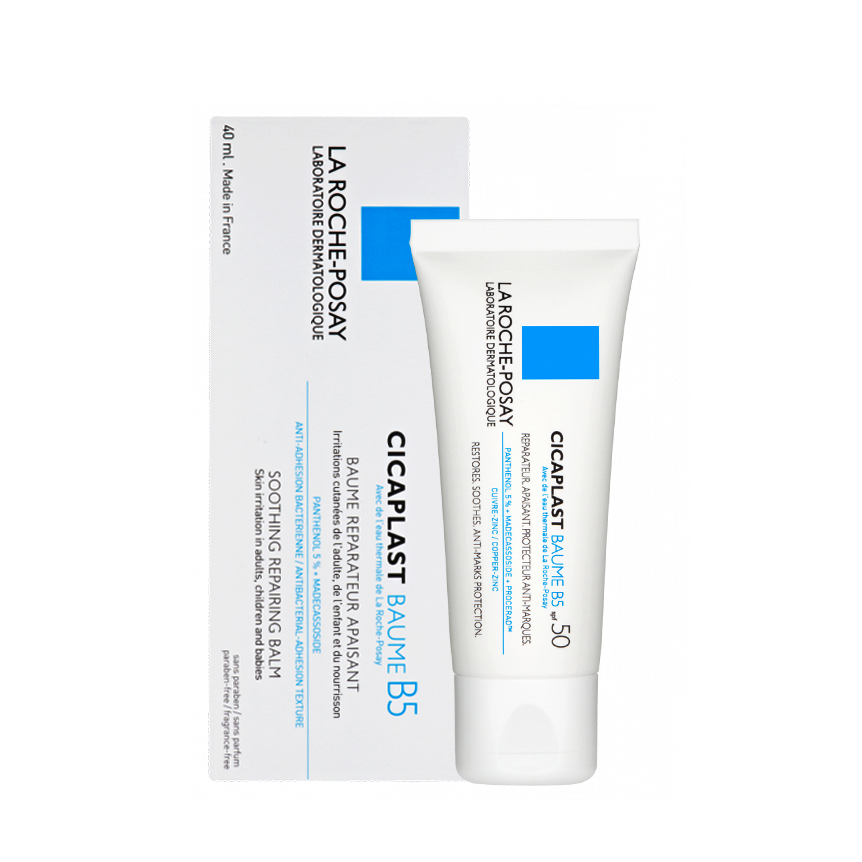 40 ml. Made in France
LA ROCHE-POSAY
LABORATOIRE DERMATOLOGIQUE
CICAPLAST BAUME B5
Avec de l'eau thermale de La Roche-Posay
BAUME REPARATEUR APAISANT
Irritations cutanées de l'adulte, de l'enfant et du nourrisson
PANTHENOL 5 % + MADECASSOSIDE
ANTI-ADHESION BACTERIENNE / ANTIBACTERIAL-ADHESION TEXTURE
SOOTHING REPAIRING BALM
Skin irritation in adults, children and babies
sans paraben / sans parfum
paraben-free / fragrance-free
LA ROCHE-POSAY
LABORATOIRE DERMATOLOGIQUE
CICAPLAST BAUME B5 spf 50
Avec de l'eau thermale de La Roche-Posay
REPARATEUR. APAISANT. PROTECTEUR ANTI-MARQUES.
PANTHENOL 5 % + MADECASSOSIDE + PROCERAD™
CUIVRE-ZINC / COPPER-ZINC
RESTORES. SOOTHES. ANTI-MARKS PROTECTION.